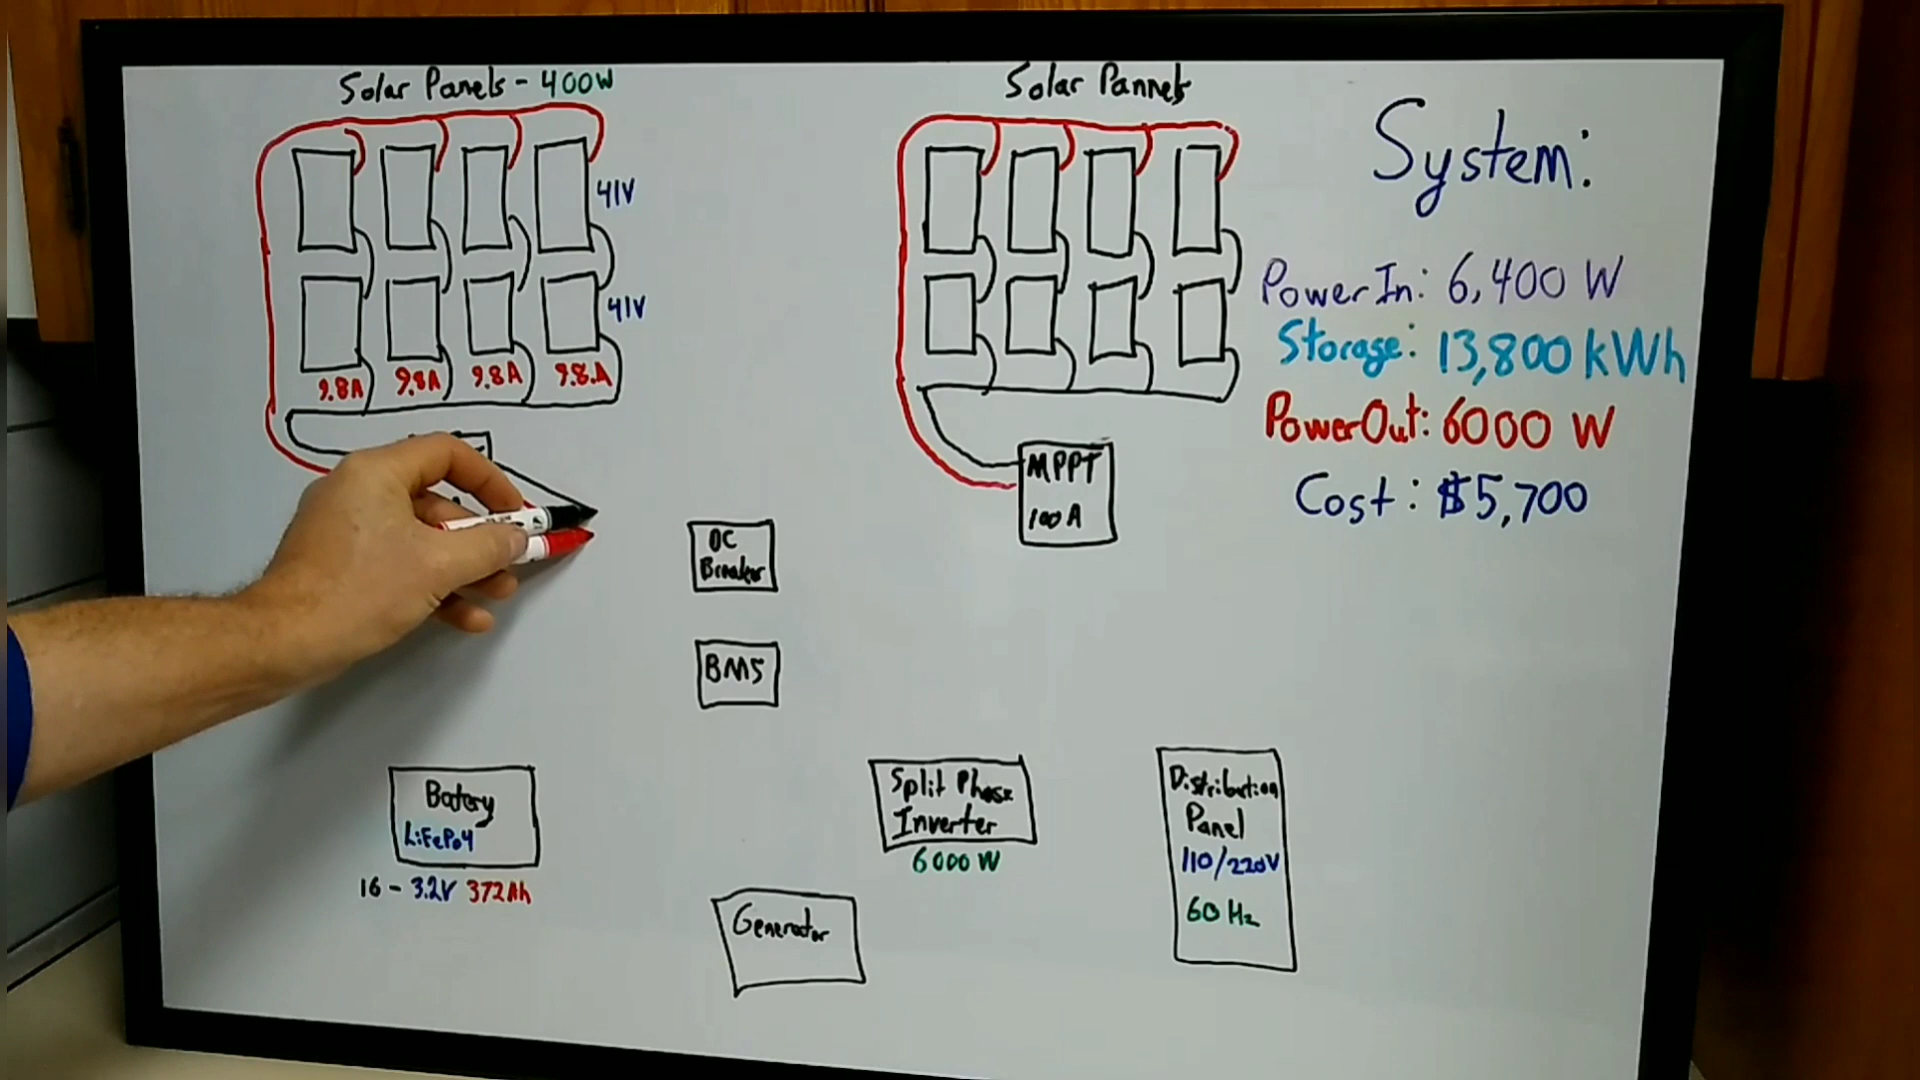 Solar Panels - 400W
41V
41V
9.8A 9.8A 9.8A 9.8A
Solar Pannels
MPPT
100A
System:
Power In: 6,400 W
Storage: 13,800 kWh
Power Out: 6000 W
Cost: $5,700
DC
Breaker
BMS
Batery
LiFePo4
16 - 3.2V 372Ah
Split Phase
Inverter
6000 W
Generator
Distribution
Panel
110/220V
60 Hz